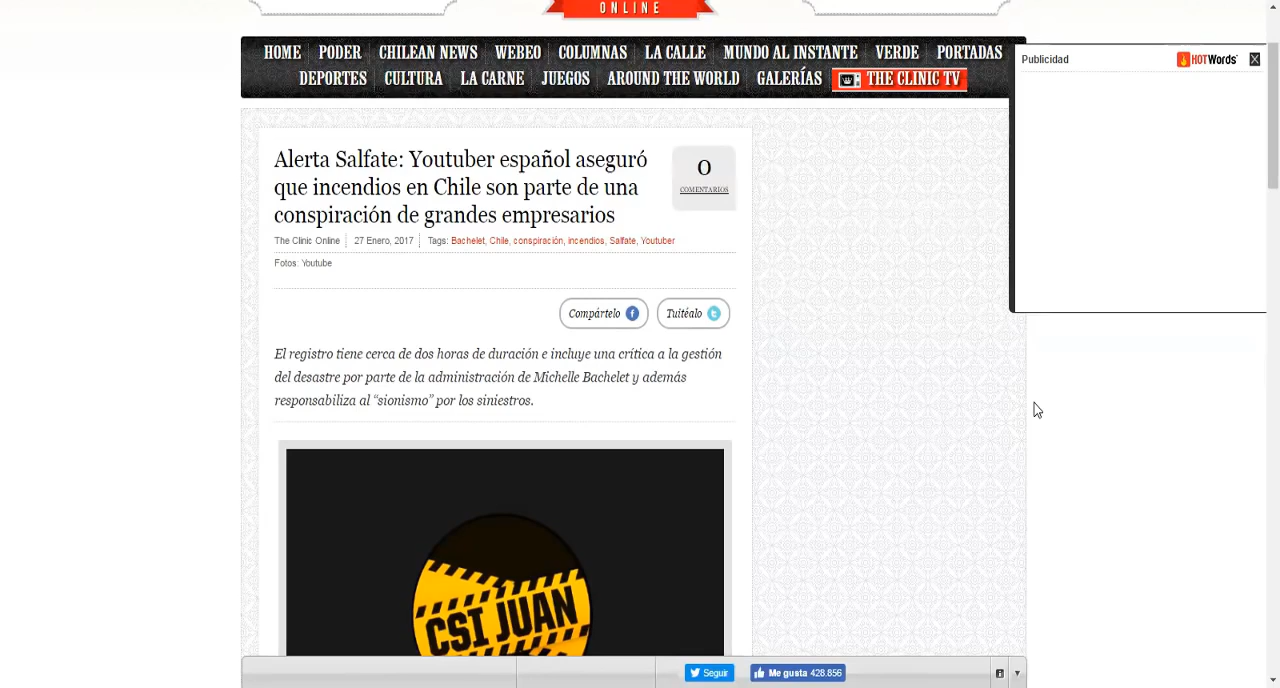 ONLINE
HOME PODER CHILEAN NEWS WEBEO COLUMNAS LA CALLE MUNDO AL INSTANTE VERDE PORTADAS
DEPORTES CULTURA LA CARNE JUEGOS AROUND THE WORLD GALERÍAS THE CLINIC TV
Publicidad
HOTWords
Alerta Salfate: Youtuber español aseguró
que incendios en Chile son parte de una
conspiración de grandes empresarios
0
COMENTARIOS
The Clinic Online 27 Enero, 2017 Tags: Bachelet, Chile, conspiración, incendios, Salfate, Youtuber
Fotos: Youtube
Compártelo
Tuitéalo
El registro tiene cerca de dos horas de duración e incluye una crítica a la gestión
del desastre por parte de la administración de Michelle Bachelet y además
responsabiliza al “sionismo” por los siniestros.
CSI JUAN
Seguir
Me gusta 428.856